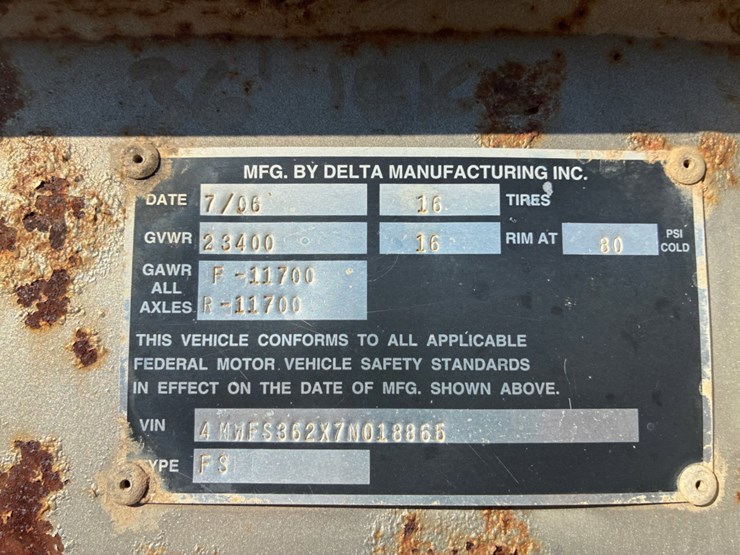 MFG. BY DELTA MANUFACTURING INC.
DATE 7/06 16 TIRES
GVWR 23400 16 RIM AT 80 PSI COLD
GAWR ALL AXLES F-11700
R-11700
THIS VEHICLE CONFORMS TO ALL APPLICABLE
FEDERAL MOTOR VEHICLE SAFETY STANDARDS
IN EFFECT ON THE DATE OF MFG. SHOWN ABOVE.
VIN 4MWFS362X7N018865
TYPE FS